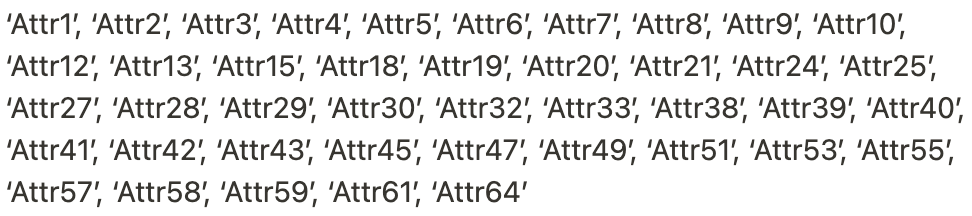 ‘Attr1’, ‘Attr2’, ‘Attr3’, ‘Attr4’, ‘Attr5’, ‘Attr6’, ‘Attr7’, ‘Attr8’, ‘Attr9’, ‘Attr10’,
‘Attr12’, ‘Attr13’, ‘Attr15’, ‘Attr18’, ‘Attr19’, ‘Attr20’, ‘Attr21’, ‘Attr24’, ‘Attr25’,
‘Attr27’, ‘Attr28’, ‘Attr29’, ‘Attr30’, ‘Attr32’, ‘Attr33’, ‘Attr38’, ‘Attr39’, ‘Attr40’,
‘Attr41’, ‘Attr42’, ‘Attr43’, ‘Attr45’, ‘Attr47’, ‘Attr49’, ‘Attr51’, ‘Attr53’, ‘Attr55’,
‘Attr57’, ‘Attr58’, ‘Attr59’, ‘Attr61’, ‘Attr64’